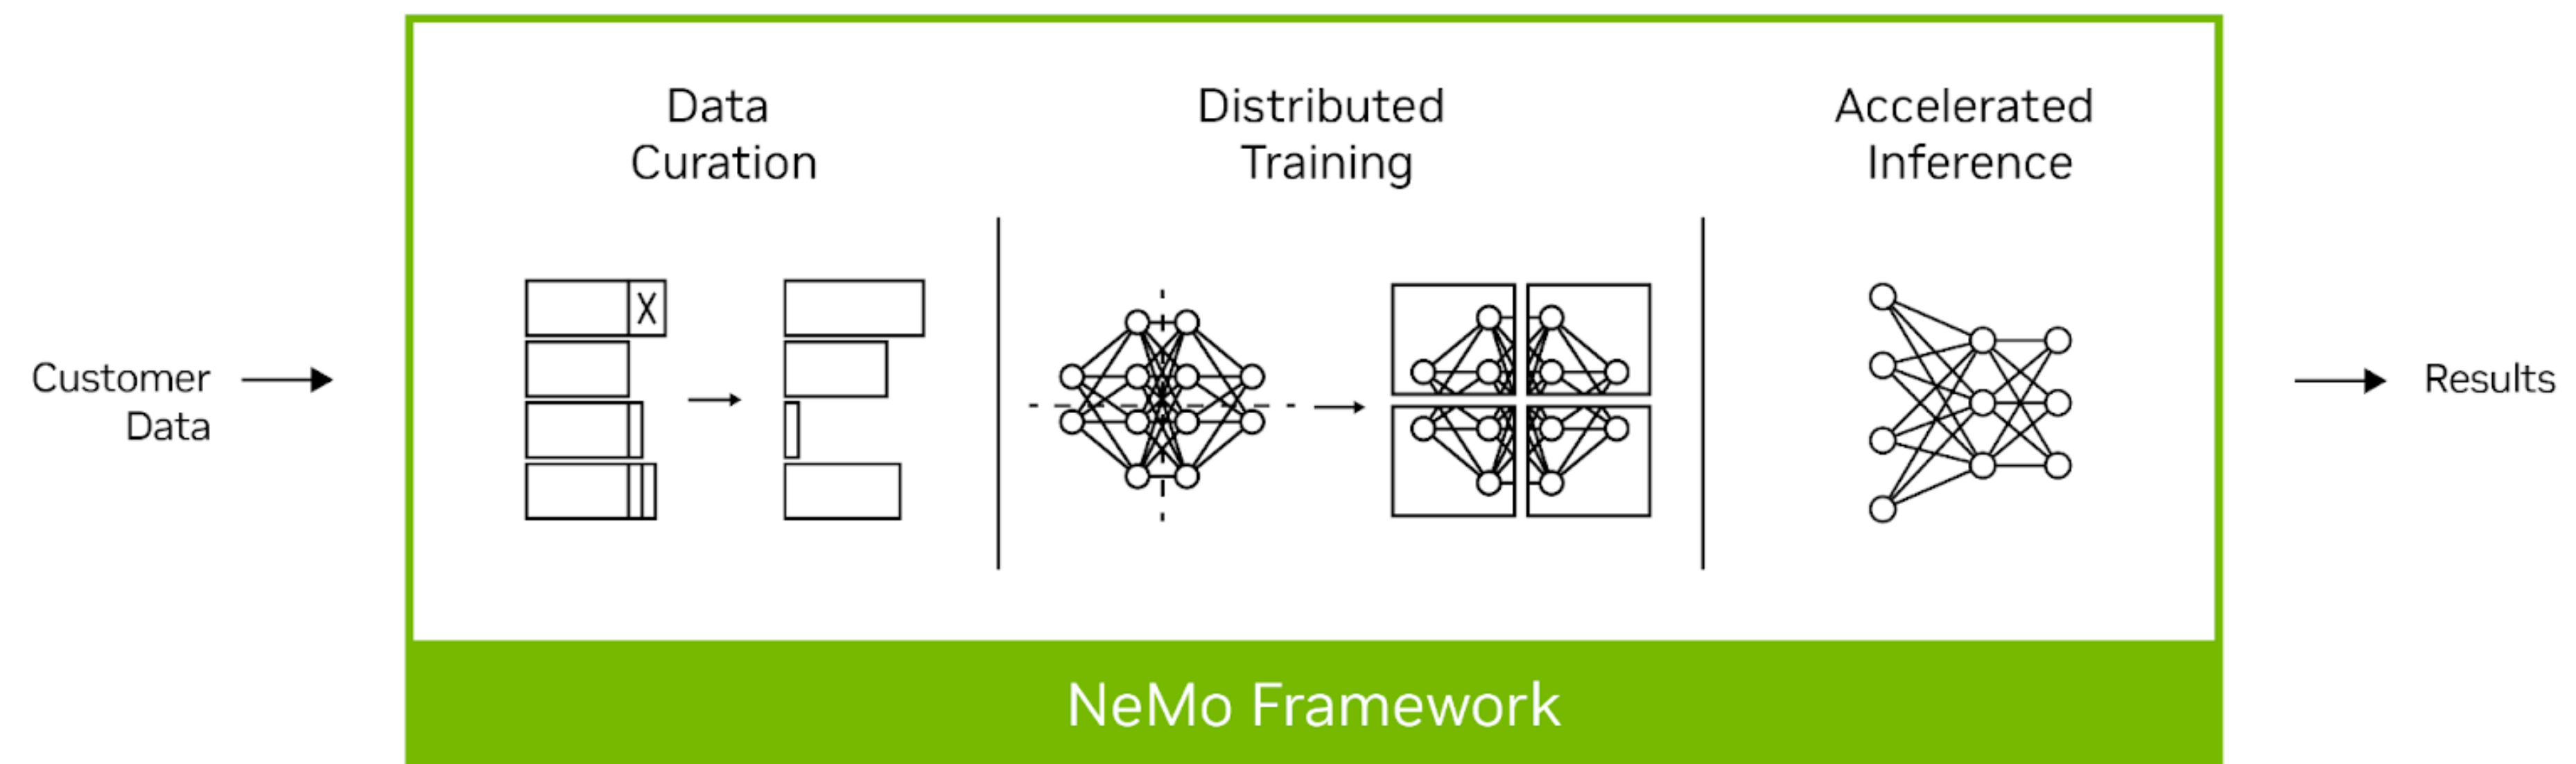 Data
Curation
Distributed
Training
Accelerated
Inference
X
Customer
Data
Results
NeMo Framework